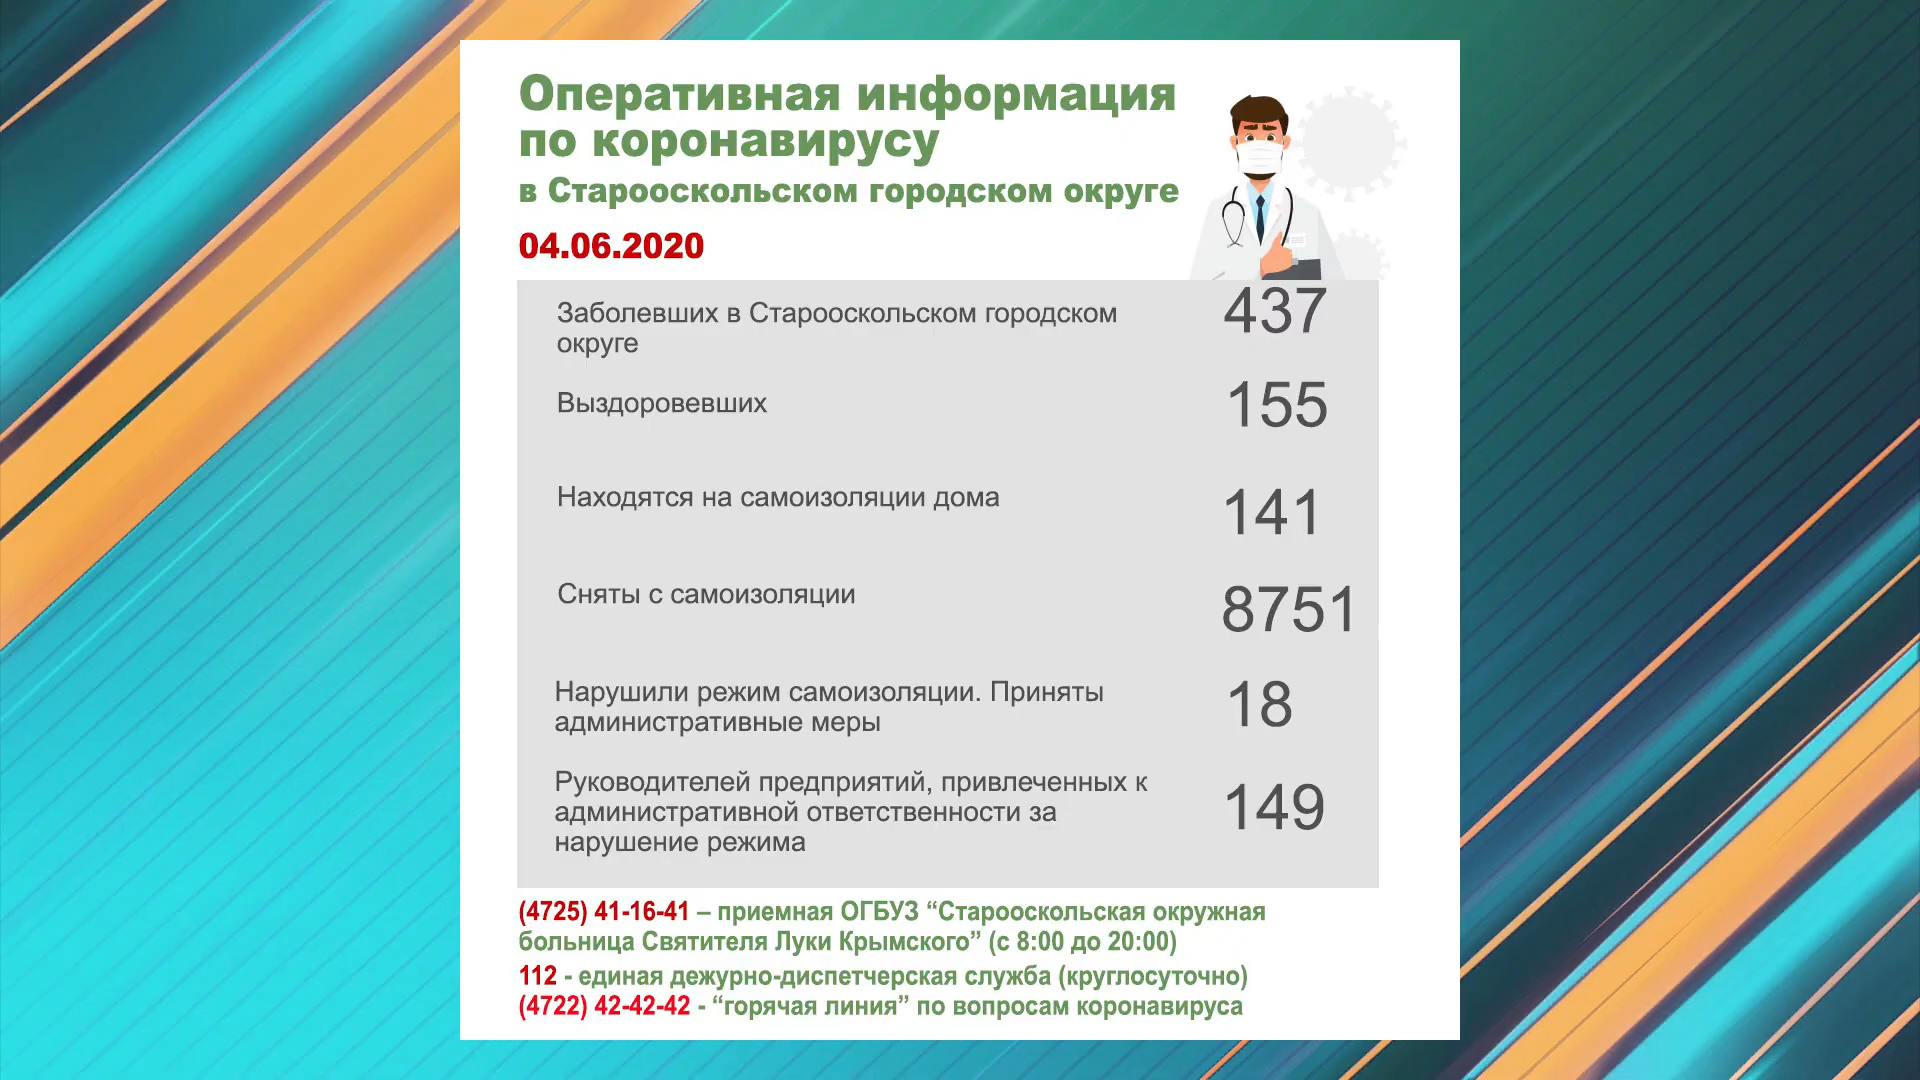 Оперативная информация
по коронавирусу
в Старооскольском городском округе
04.06.2020
Заболевших в Старооскольском городском
округе
437
Выздоровевших
155
Находятся на самоизоляции дома
141
Сняты с самоизоляции
8751
Нарушили режим самоизоляции. Приняты
административные меры
18
Руководителей предприятий, привлеченных к
административной ответственности за
нарушение режима
149
(4725) 41-16-41 – приемная ОГБУЗ “Старооскольская окружная
больница Святителя Луки Крымского” (с 8:00 до 20:00)
112 - единая дежурно-диспетчерская служба (круглосуточно)
(4722) 42-42-42 - “горячая линия” по вопросам коронавируса